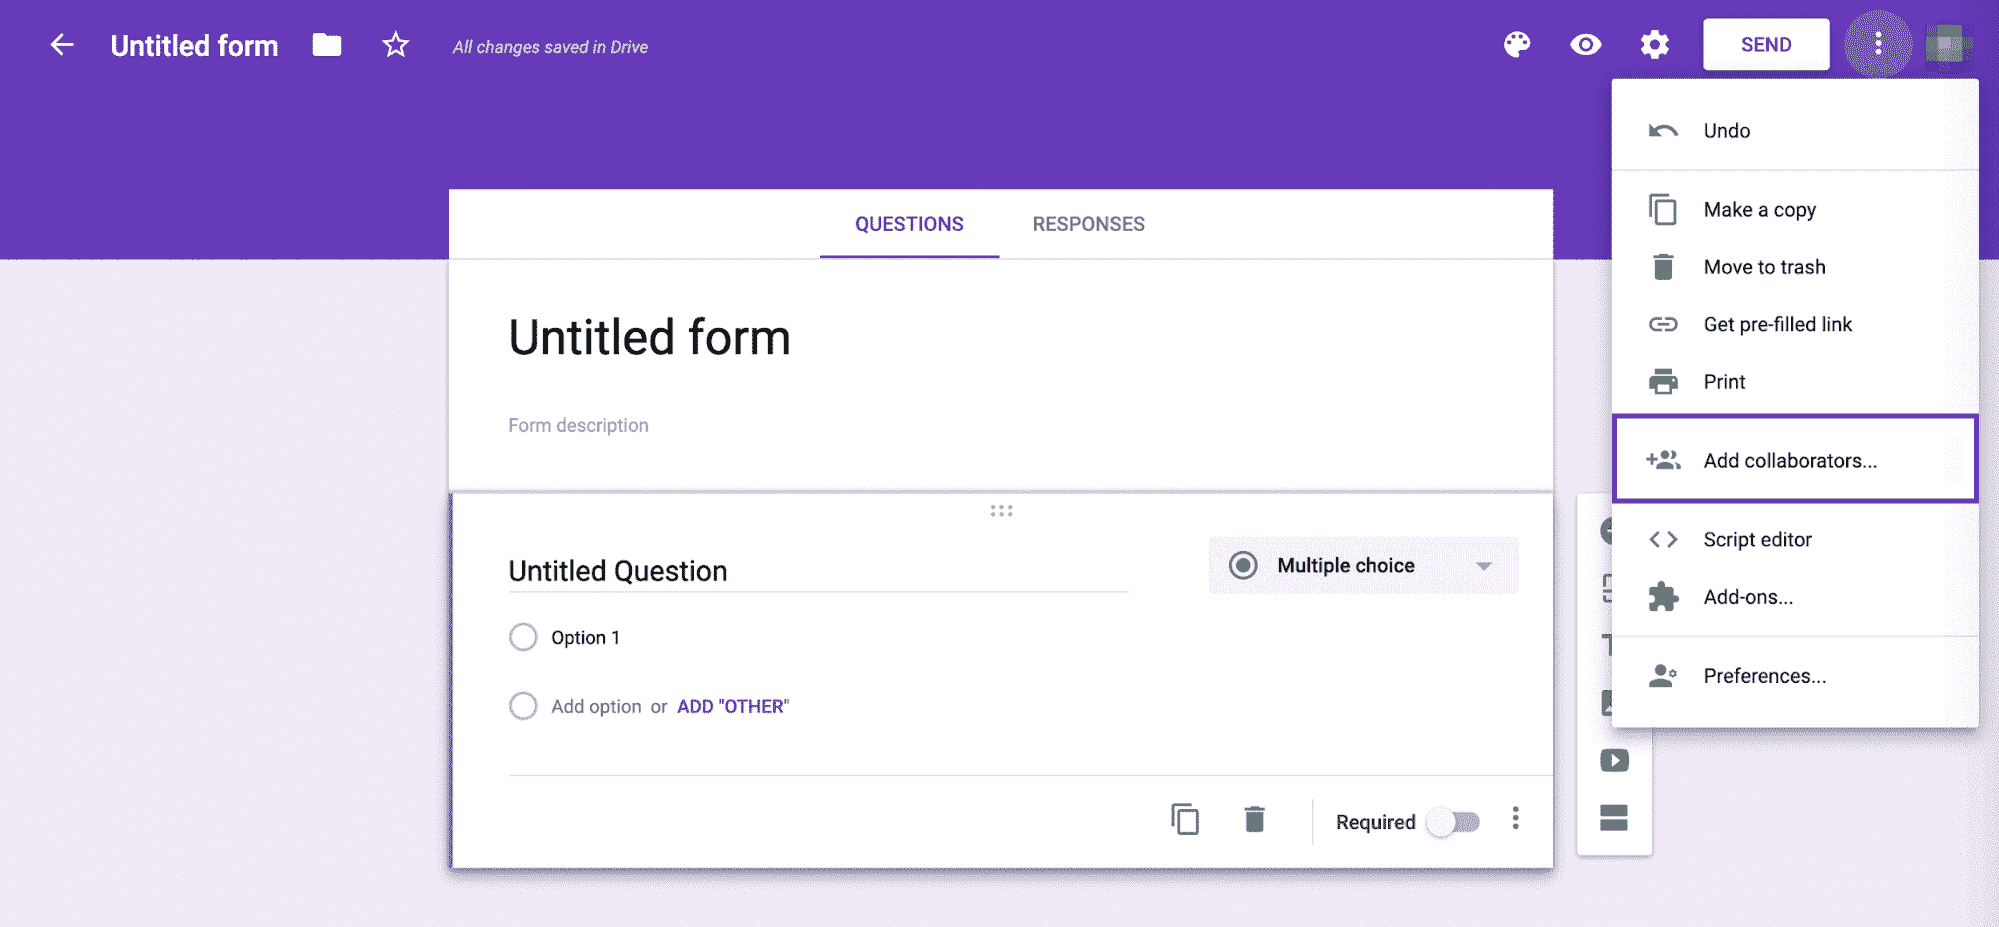 Untitled form
All changes saved in Drive
SEND
Undo
Make a copy
Move to trash
Get pre-filled link
Print
Add collaborators...
Script editor
Add-ons...
Preferences...
QUESTIONS
RESPONSES
Untitled form
Form description
Untitled Question
Multiple choice
Option 1
Add option or ADD "OTHER"
Required